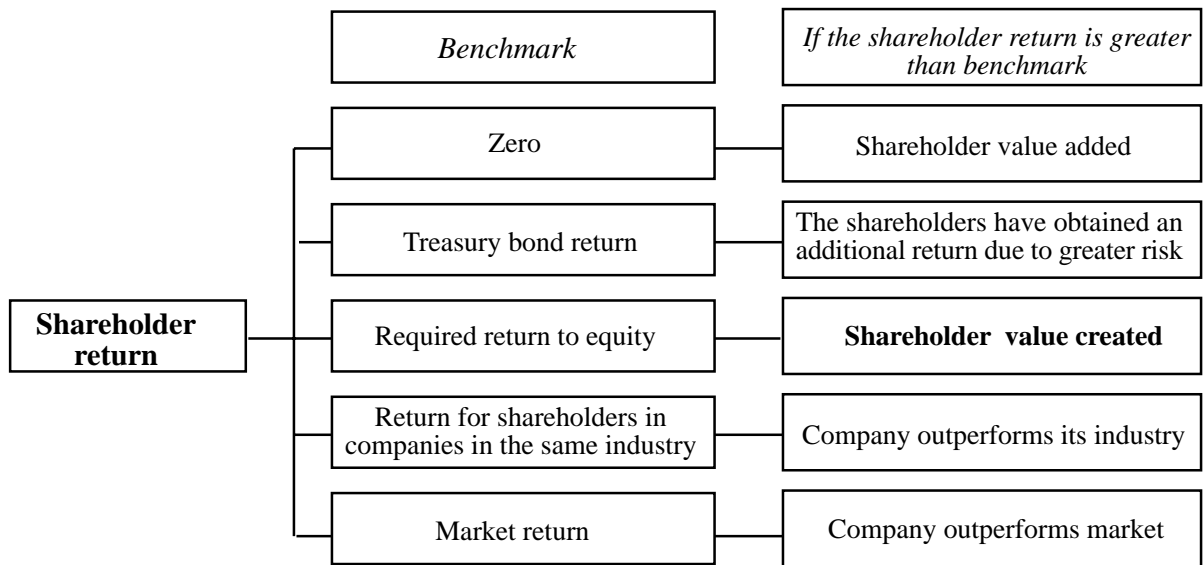 Benchmark
If the shareholder return is greater
than benchmark
Zero
Shareholder value added
Treasury bond return
The shareholders have obtained an
additional return due to greater risk
Shareholder
return
Required return to equity
Shareholder value created
Return for shareholders in
companies in the same industry
Company outperforms its industry
Market return
Company outperforms market